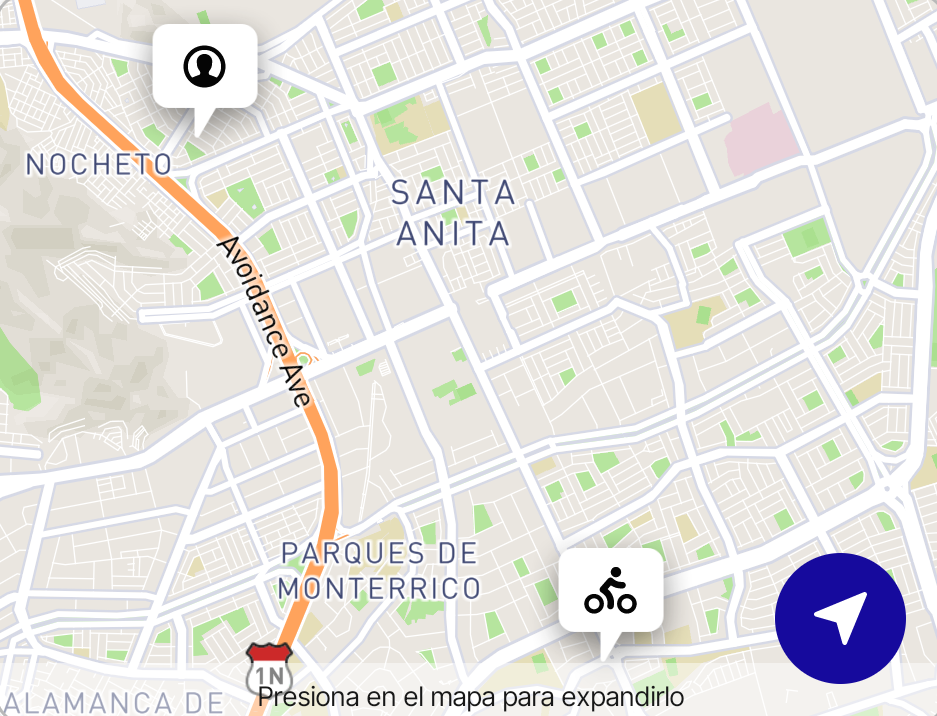 NOCHETO
SANTA
ANITA
Avoidance Ave
PARQUES DE
MONTERRICO
1N
ALAMANCA DE
Presiona en el mapa para expandirlo